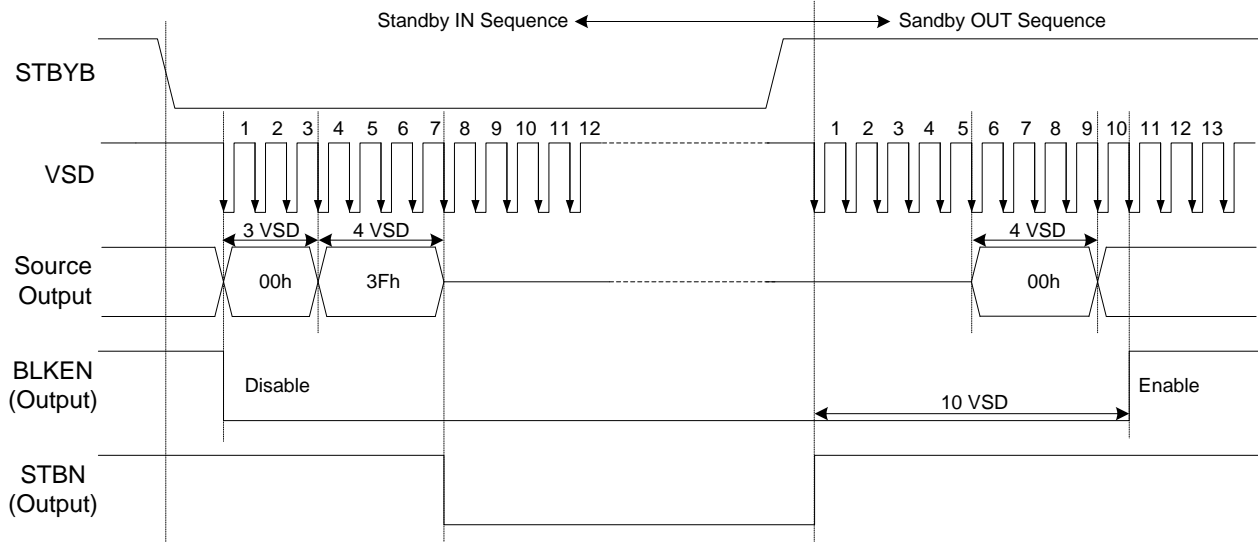 Standby IN Sequence
Sandby OUT Sequence
STBYB
1 2 3 4 5 6 7 8 9 10 11 12
1 2 3 4 5 6 7 8 9 10 11 12 13
VSD
3 VSD
4 VSD
4 VSD
Source
Output
00h
3Fh
00h
BLKEN
(Output)
Disable
10 VSD
Enable
STBN
(Output)